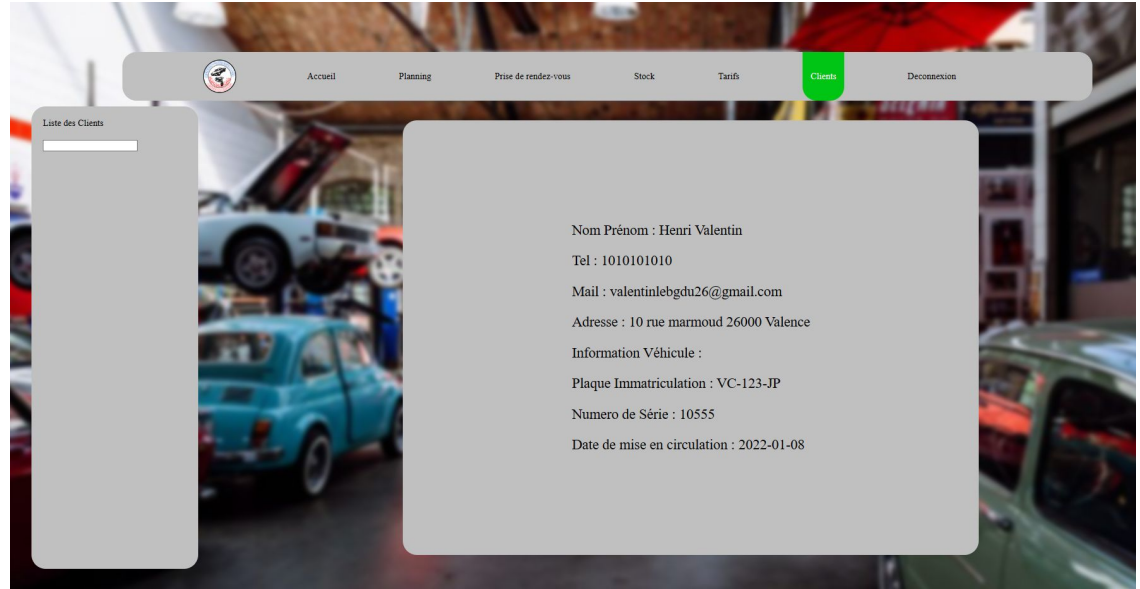 Accueil Planning Prise de rendez-vous Stock Tarifs Clients Deconnexion
Liste des Clients
Nom Prénom : Henri Valentin
Tel : 1010101010
Mail : valentinlebgdu26@gmail.com
Adresse : 10 rue marmoud 26000 Valence
Information Véhicule :
Plaque Immatriculation : VC-123-JP
Numero de Série : 10555
Date de mise en circulation : 2022-01-08